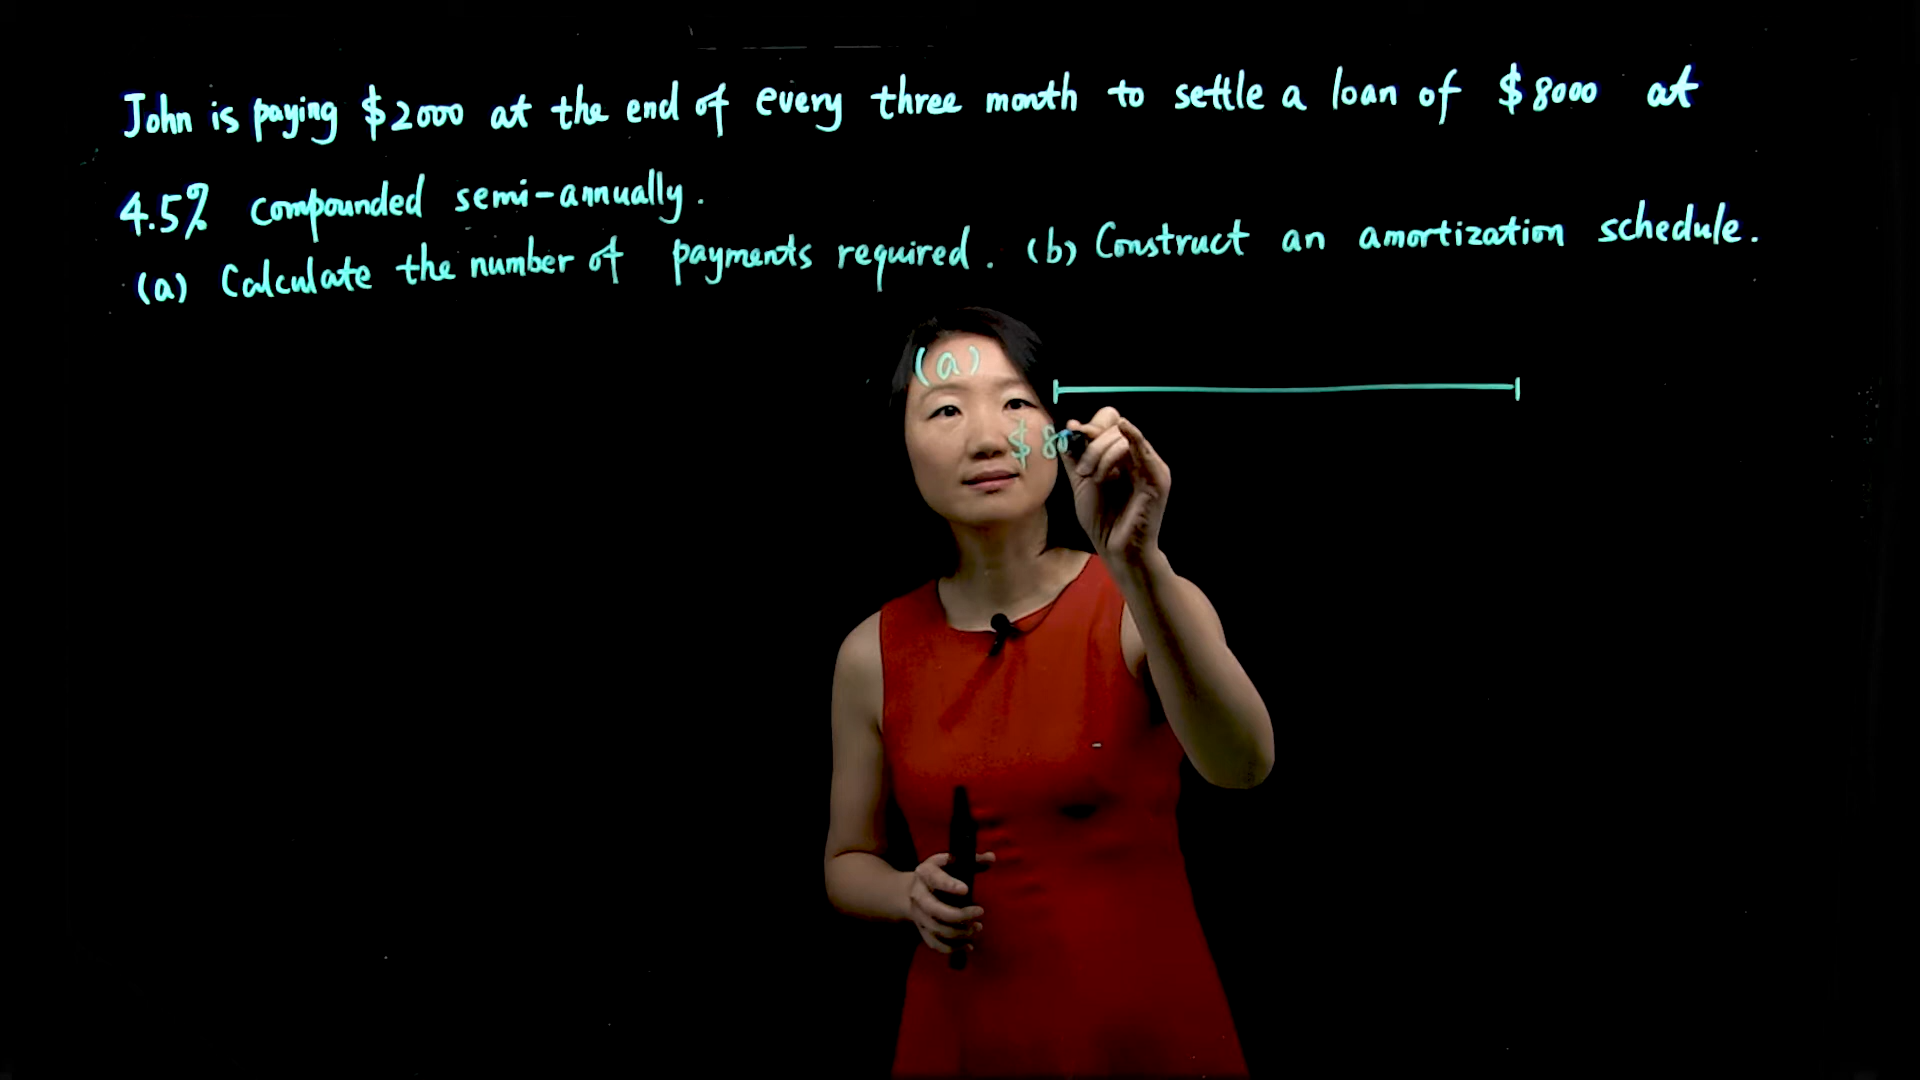 John is paying $2000 at the end of every three month to settle a loan of $8000 at
4.5% compounded semi-annually.
(a) Calculate the number of payments required. (b) Construct an amortization schedule.
(a)
$80